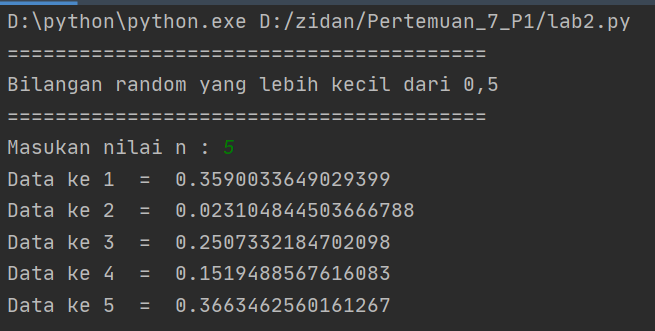 D:\python\python.exe D:/zidan/Pertemuan_7_P1/lab2.py
========================================
Bilangan random yang lebih kecil dari 0,5
========================================
Masukan nilai n : 5
Data ke 1  =  0.3590033649029399
Data ke 2  =  0.023104844503666788
Data ke 3  =  0.2507332184702098
Data ke 4  =  0.1519488567616083
Data ke 5  =  0.3663462560161267